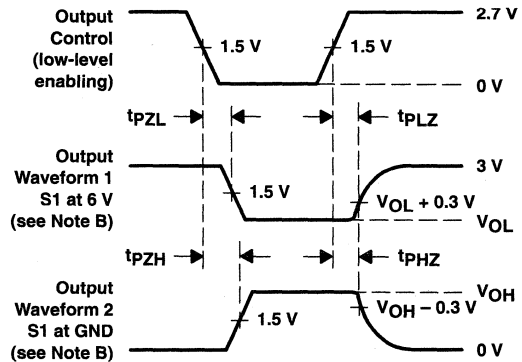 Output
Control
(low-level
enabling)
1.5 V
1.5 V
2.7 V
0 V
tPZL
tPLZ
Output
Waveform 1
S1 at 6 V
(see Note B)
1.5 V
3 V
VOL + 0.3 V
VOL
tPZH
tPHZ
Output
Waveform 2
S1 at GND
(see Note B)
1.5 V
VOH
VOH – 0.3 V
0 V